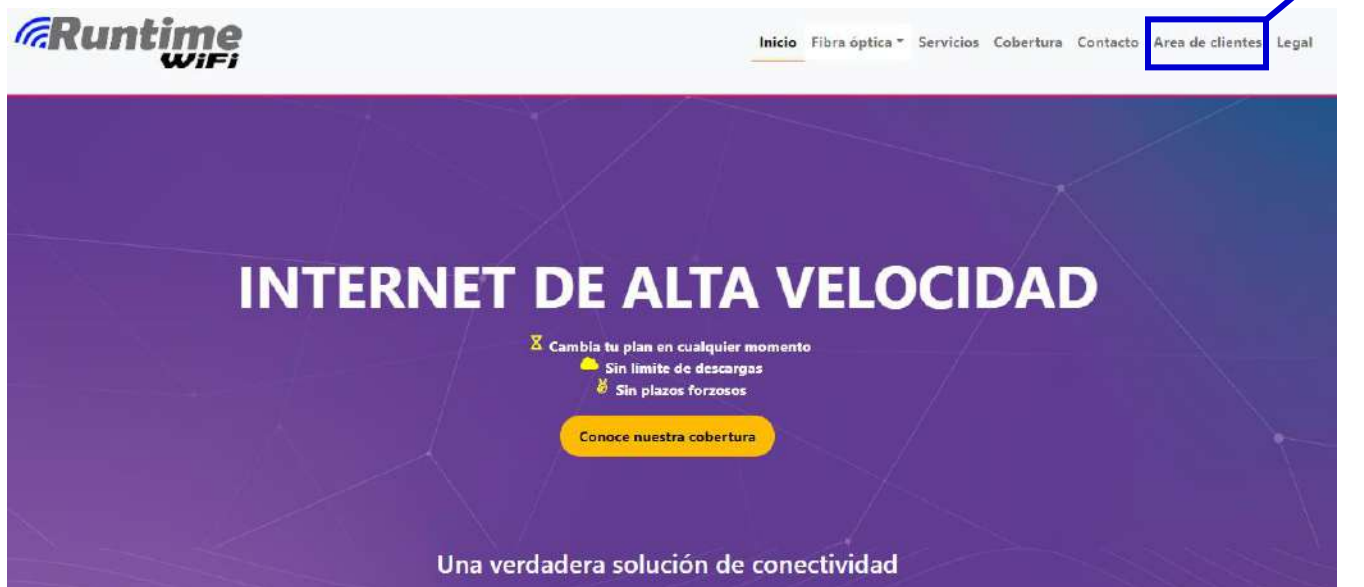 Runtime
WiFi
Inicio Fibra óptica Servicios Cobertura Contacto Area de clientes Legal
INTERNET DE ALTA VELOCIDAD
Cambia tu plan en cualquier momento
Sin limite de descargas
Sin plazos forzosos
Conoce nuestra cobertura
Una verdadera solución de conectividad